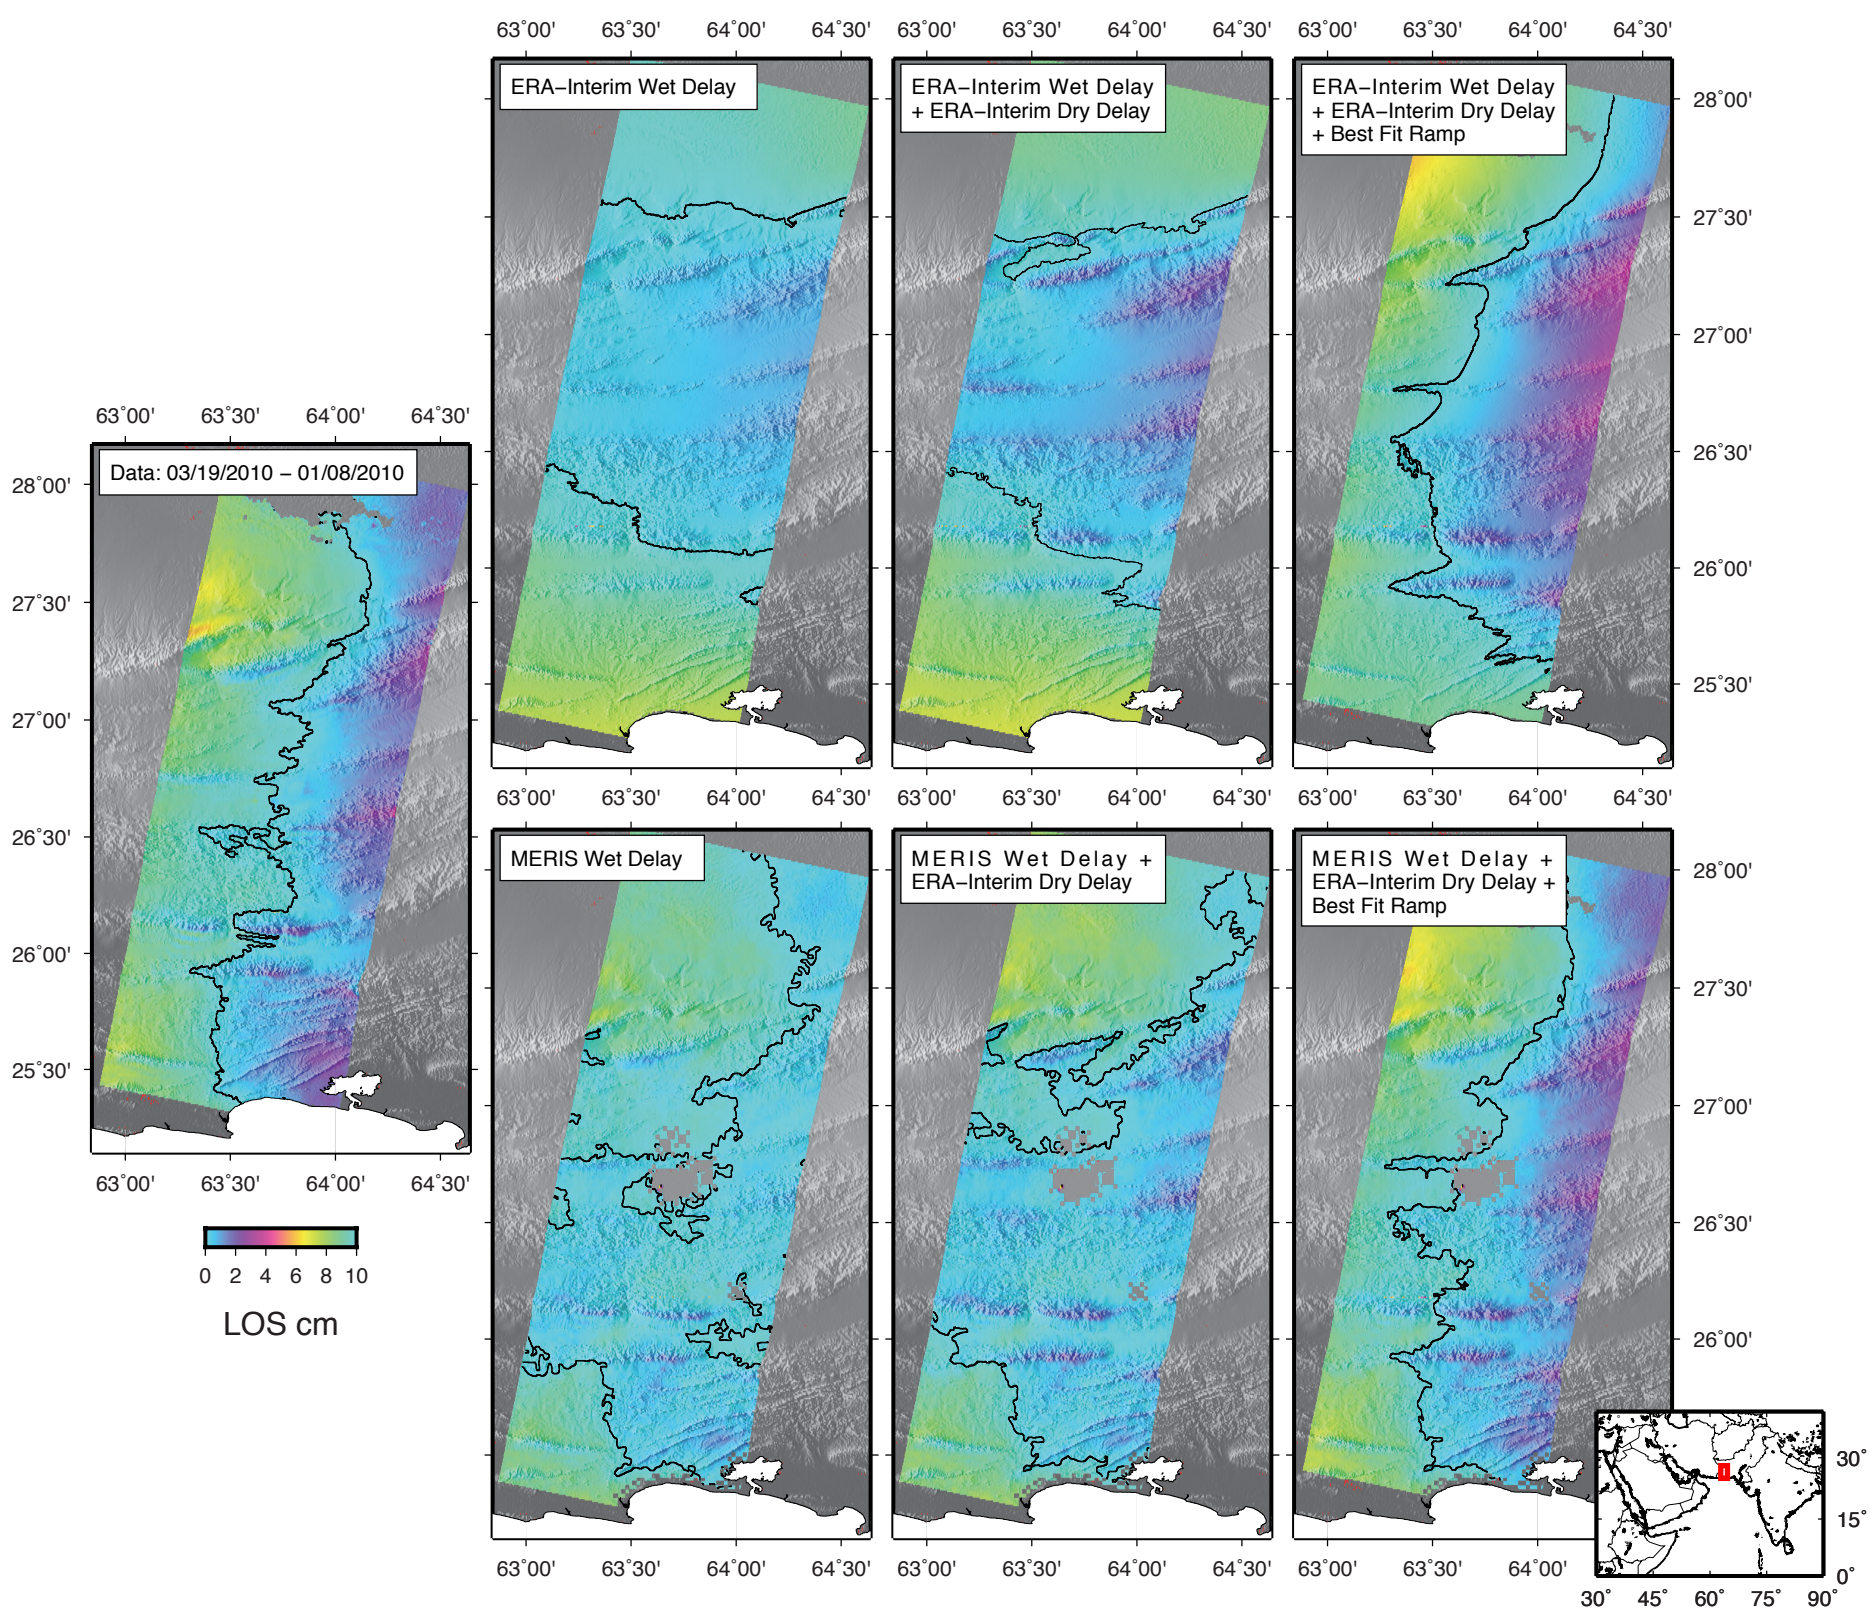 63˚00' 63˚30' 64˚00' 64˚30' 63˚00' 63˚30' 64˚00' 64˚30' 63˚00' 63˚30' 64˚00' 64˚30'
ERA−Interim Wet Delay
ERA−Interim Wet Delay
+ ERA−Interim Dry Delay
ERA−Interim Wet Delay
+ ERA−Interim Dry Delay
+ Best Fit Ramp
28˚00'
27˚30'
27˚00'
26˚30'
26˚00'
25˚30'
63˚00' 63˚30' 64˚00' 64˚30'
Data: 03/19/2010 − 01/08/2010
28˚00'
27˚30'
27˚00'
26˚30'
26˚00'
25˚30'
63˚00' 63˚30' 64˚00' 64˚30'
0 2 4 6 8 10
LOS cm
63˚00' 63˚30' 64˚00' 64˚30' 63˚00' 63˚30' 64˚00' 64˚30' 63˚00' 63˚30' 64˚00' 64˚30'
MERIS Wet Delay
MERIS Wet Delay +
ERA−Interim Dry Delay
MERIS Wet Delay +
ERA−Interim Dry Delay +
Best Fit Ramp
28˚00'
27˚30'
27˚00'
26˚30'
26˚00'
63˚00' 63˚30' 64˚00' 64˚30' 63˚00' 63˚30' 64˚00' 64˚30' 63˚00' 63˚30' 64˚00'
30˚
15˚
0˚
30˚ 45˚ 60˚ 75˚ 90˚